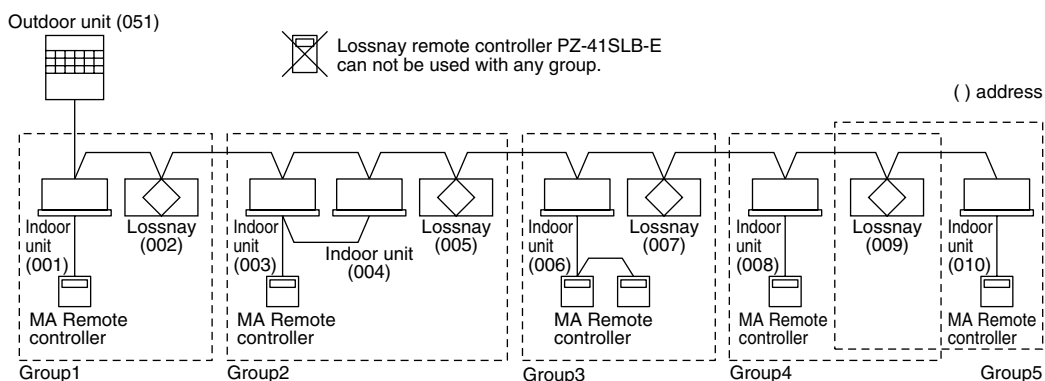 Outdoor unit (051)
Lossnay remote controller PZ-41SLB-E
can not be used with any group.
( ) address
Indoor
unit
(001)
Lossnay
(002)
MA Remote
controller
Group1
Indoor
unit
(003)
Indoor unit
(004)
Lossnay
(005)
MA Remote
controller
Group2
Indoor
unit
(006)
Lossnay
(007)
MA Remote
controller
Group3
Indoor
unit
(008)
Lossnay
(009)
MA Remote
controller
Group4
Indoor
unit
(010)
MA Remote
controller
Group5